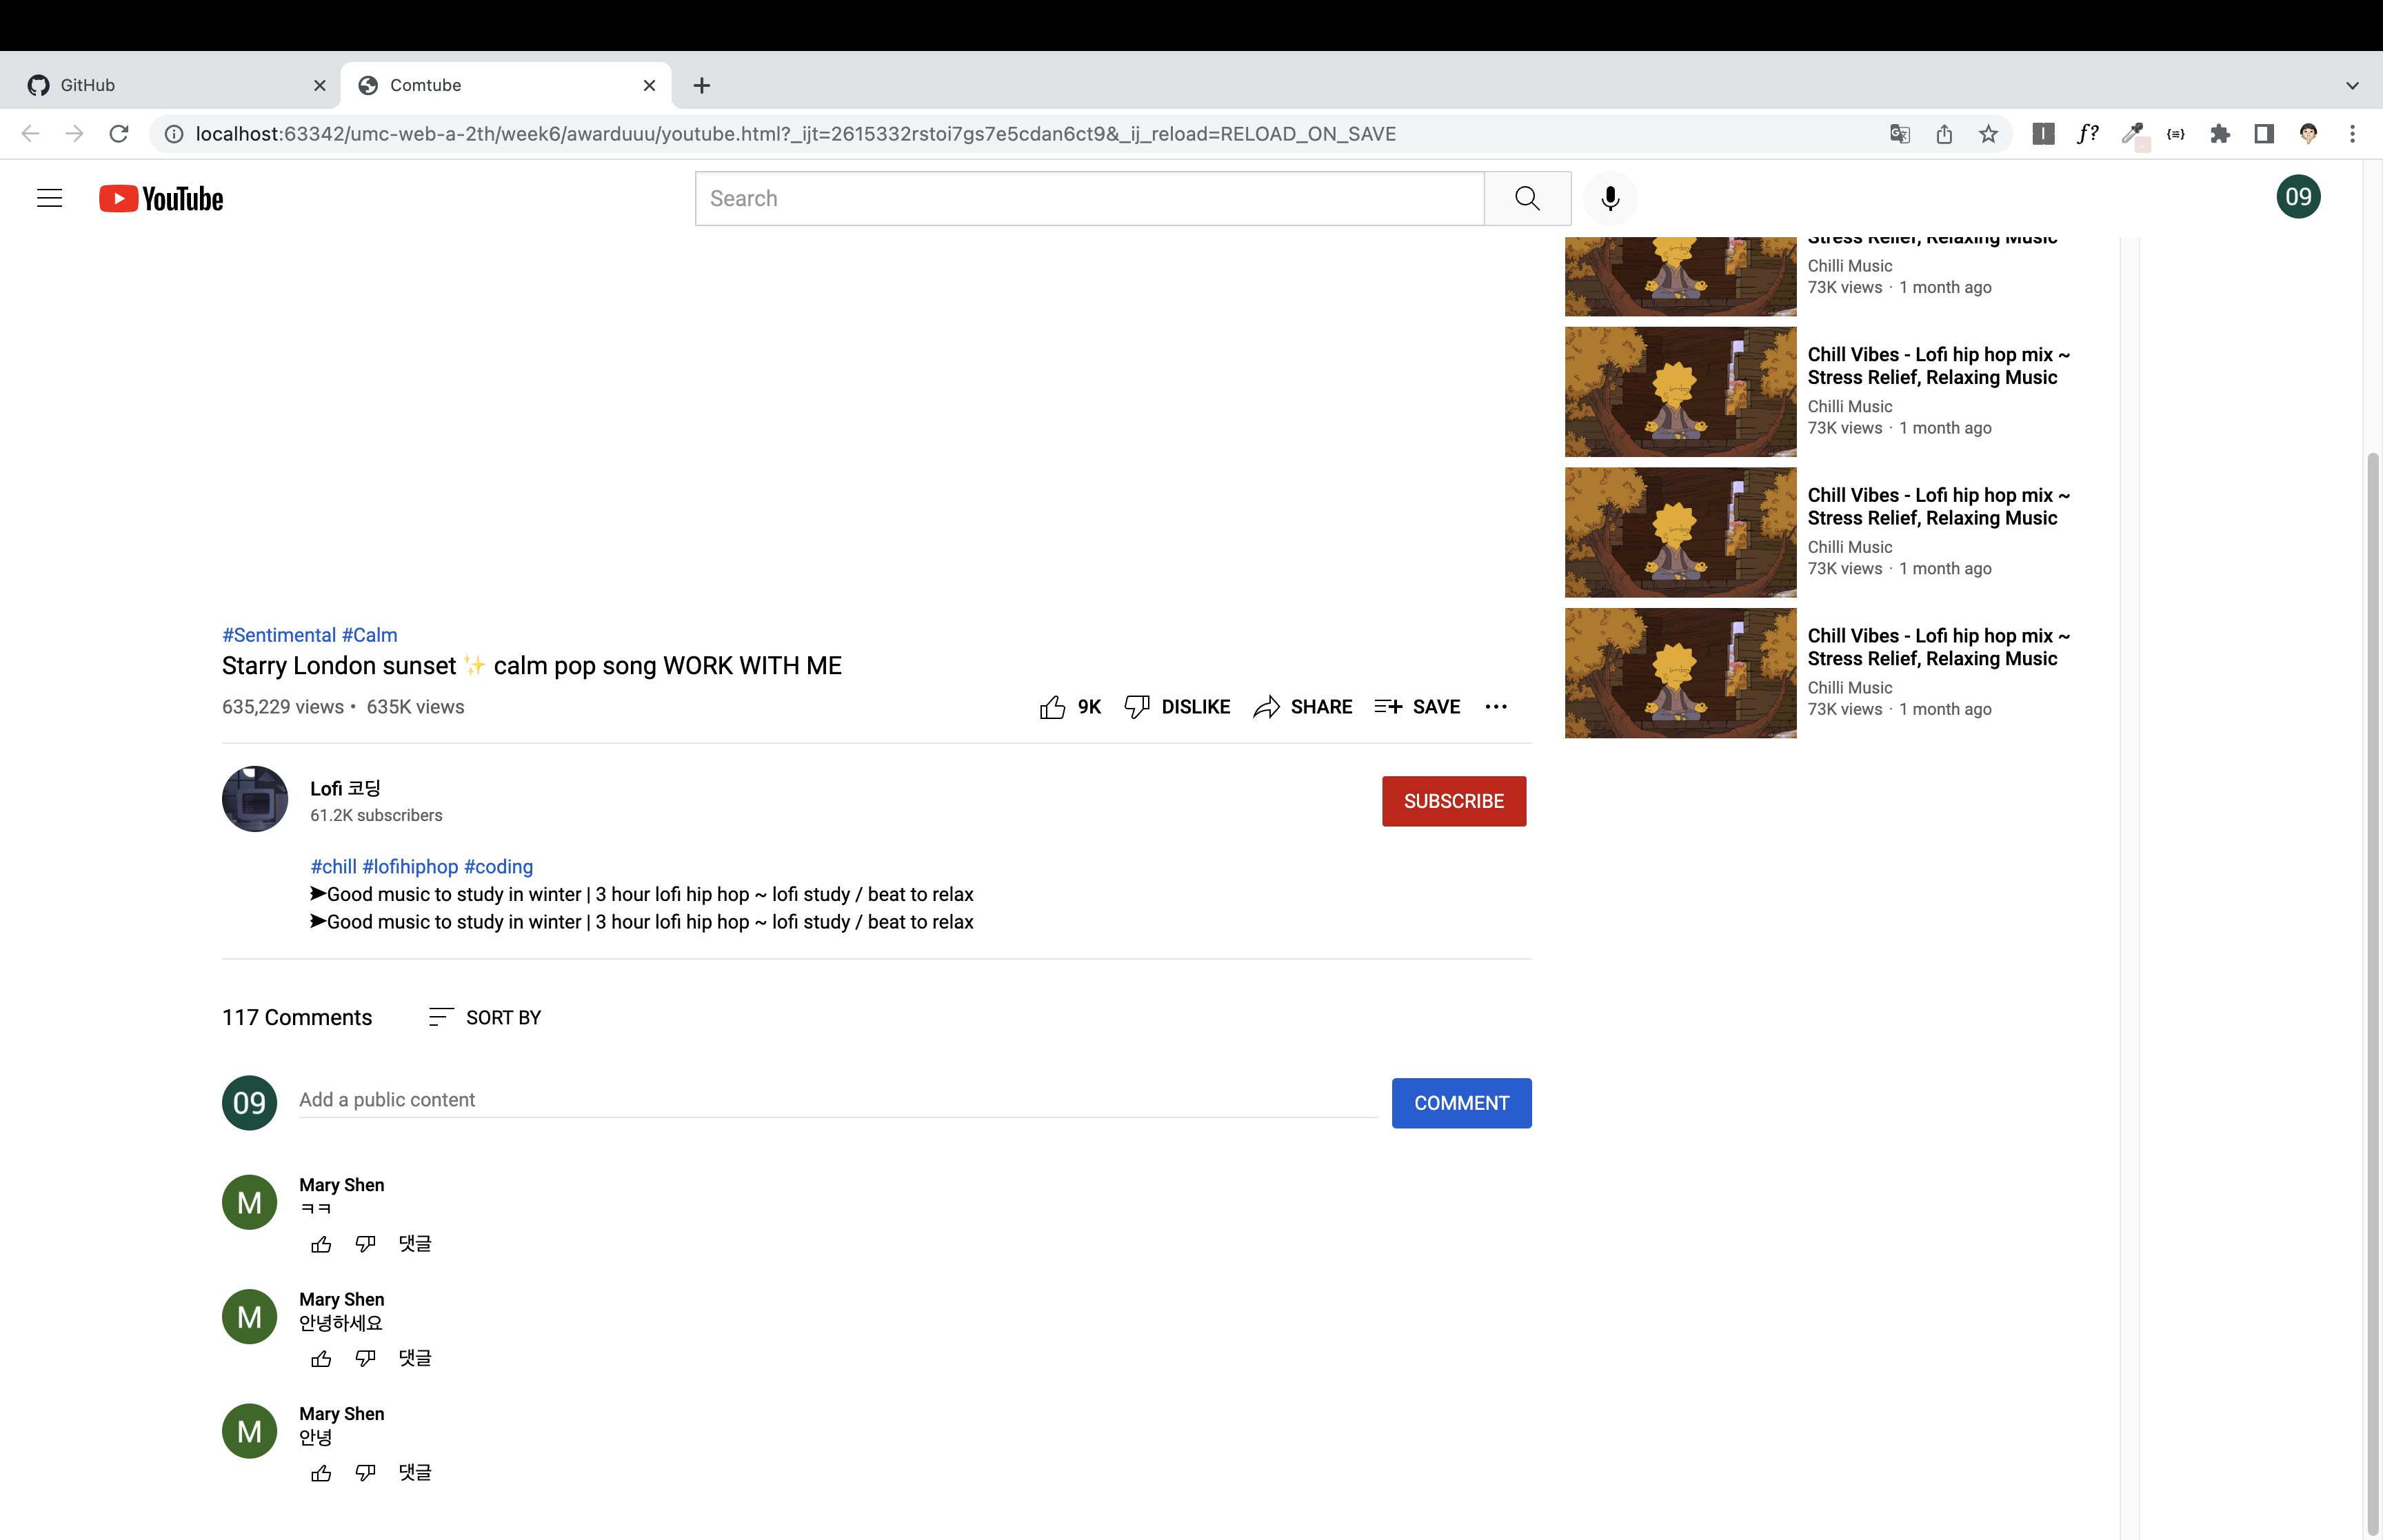 GitHub
Comtube
localhost:63342/umc-web-a-2th/week6/awarduuu/youtube.html?_ijt=2615332rstoi7gs7e5cdan6ct9&_ij_reload=RELOAD_ON_SAVE
f?
YouTube
Search
09
Stress Relief, Relaxing Music
Chilli Music
73K views · 1 month ago
Chill Vibes - Lofi hip hop mix ~
Stress Relief, Relaxing Music
Chilli Music
73K views · 1 month ago
Chill Vibes - Lofi hip hop mix ~
Stress Relief, Relaxing Music
Chilli Music
73K views · 1 month ago
Chill Vibes - Lofi hip hop mix ~
Stress Relief, Relaxing Music
Chilli Music
73K views · 1 month ago
#Sentimental #Calm
Starry London sunset ✨ calm pop song WORK WITH ME
635,229 views • 635K views
9K DISLIKE SHARE SAVE
Lofi 코딩
61.2K subscribers
SUBSCRIBE
#chill #lofihiphop #coding
➤Good music to study in winter | 3 hour lofi hip hop ~ lofi study / beat to relax
➤Good music to study in winter | 3 hour lofi hip hop ~ lofi study / beat to relax
117 Comments SORT BY
09
Add a public content
COMMENT
M
Mary Shen
ㅋㅋ
댓글
M
Mary Shen
안녕하세요
댓글
M
Mary Shen
안녕
댓글